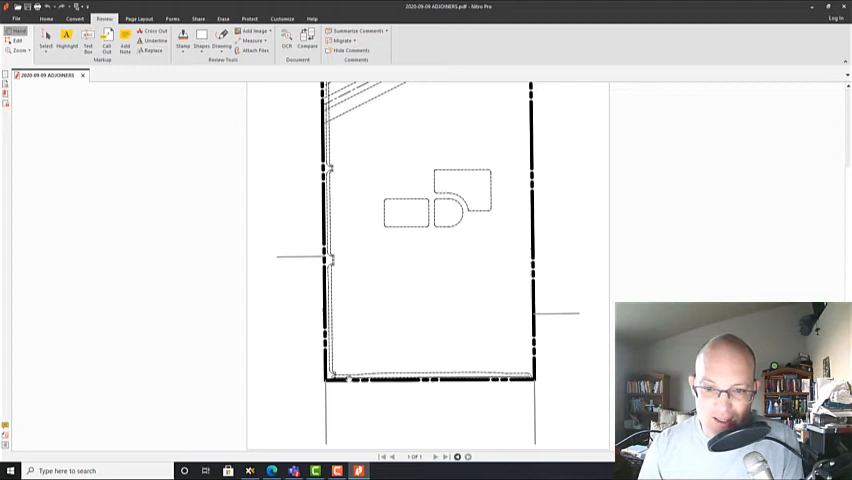 2020-09-09 ADJOINERS.pdf - Nitro Pro
File Home Convert Review Page Layout Forms Share Erase Protect Customize Help Log In
Hand
Edit
Zoom
Select
Highlight
Text Box
Call Out
Add Note
Cross Out
Underline
Replace
Markup
Stamp
Shapes
Drawing
Add Image
Measure
Attach Files
Review Tools
OCR
Compare
Document
Summarize Comments
Migrate
Hide Comments
Comments
2020-09-09 ADJOINERS
1 OF 1
Type here to search